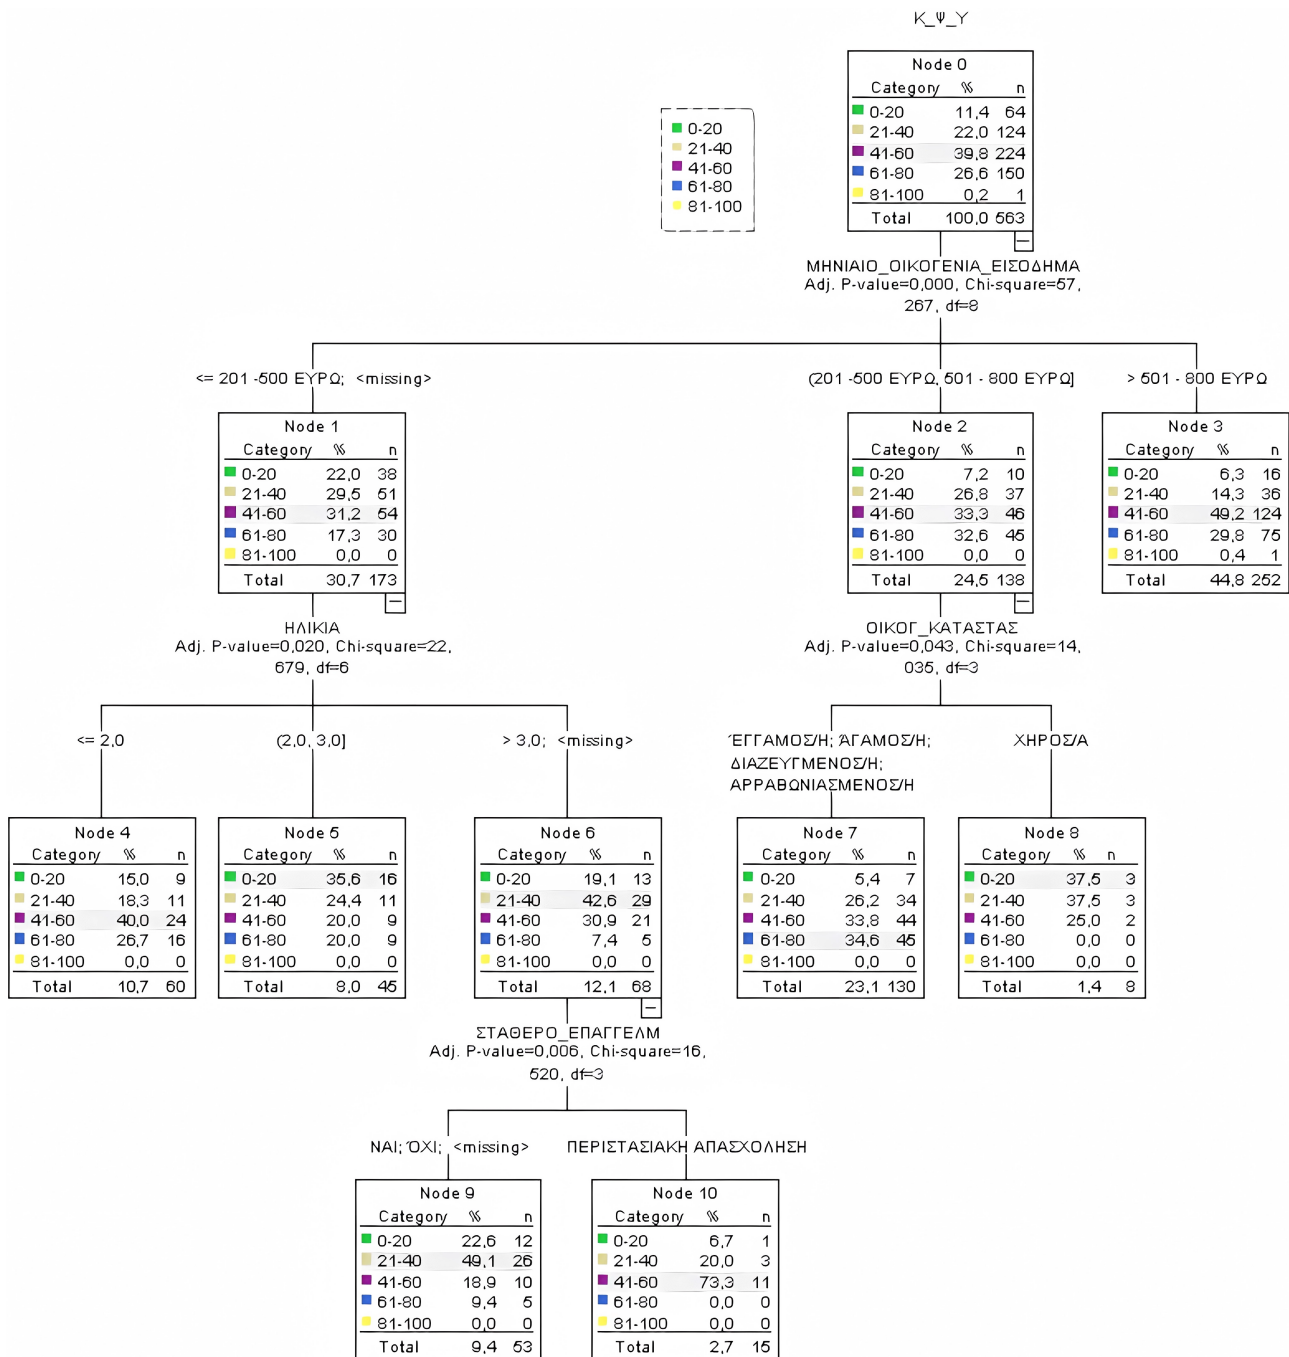 Κ_Ψ_Υ
Node 0
Category % n
0-20 11,4 64
21-40 22,0 124
41-60 39,8 224
61-80 26,6 150
81-100 0,2 1
Total 100,0 563
0-20
21-40
41-60
61-80
81-100
ΜΗΝΙΑΙΟ_ΟΙΚΟΓΕΝΙΑ_ΕΙΣΟΔΗΜΑ
Adj. P-value=0,000, Chi-square=57,
267, df=8
<= 201 -500 ΕΥΡΩ; <missing>
(201 -500 ΕΥΡΩ, 501 - 800 ΕΥΡΩ]
> 501 - 800 ΕΥΡΩ
Node 1
Category % n
0-20 22,0 38
21-40 29,5 51
41-60 31,2 54
61-80 17,3 30
81-100 0,0 0
Total 30,7 173
Node 2
Category % n
0-20 7,2 10
21-40 26,8 37
41-60 33,3 46
61-80 32,6 45
81-100 0,0 0
Total 24,5 138
Node 3
Category % n
0-20 6,3 16
21-40 14,3 36
41-60 49,2 124
61-80 29,8 75
81-100 0,4 1
Total 44,8 252
ΗΛΙΚΙΑ
Adj. P-value=0,020, Chi-square=22,
679, df=6
ΟΙΚΟΓ_ΚΑΤΑΣΤΑΣ
Adj. P-value=0,043, Chi-square=14,
035, df=3
<= 2,0
(2,0, 3,0]
> 3,0; <missing>
ΈΓΓΑΜΟΣ/Η; ΆΓΑΜΟΣ/Η;
ΔΙΑΖΕΥΓΜΕΝΟΣ/Η;
ΑΡΡΑΒΩΝΙΑΣΜΕΝΟΣ/Η
ΧΗΡΟΣ/Α
Node 4
Category % n
0-20 15,0 9
21-40 18,3 11
41-60 40,0 24
61-80 26,7 16
81-100 0,0 0
Total 10,7 60
Node 5
Category % n
0-20 35,6 16
21-40 24,4 11
41-60 20,0 9
61-80 20,0 9
81-100 0,0 0
Total 8,0 45
Node 6
Category % n
0-20 19,1 13
21-40 42,6 29
41-60 30,9 21
61-80 7,4 5
81-100 0,0 0
Total 12,1 68
Node 7
Category % n
0-20 5,4 7
21-40 26,2 34
41-60 33,8 44
61-80 34,6 45
81-100 0,0 0
Total 23,1 130
Node 8
Category % n
0-20 37,5 3
21-40 37,5 3
41-60 25,0 2
61-80 0,0 0
81-100 0,0 0
Total 1,4 8
ΣΤΑΘΕΡΟ_ΕΠΑΓΓΕΛΜ
Adj. P-value=0,006, Chi-square=16,
520, df=3
ΝΑΙ; ΌΧΙ; <missing>
ΠΕΡΙΣΤΑΣΙΑΚΗ ΑΠΑΣΧΟΛΗΣΗ
Node 9
Category % n
0-20 22,6 12
21-40 49,1 26
41-60 18,9 10
61-80 9,4 5
81-100 0,0 0
Total 9,4 53
Node 10
Category % n
0-20 6,7 1
21-40 20,0 3
41-60 73,3 11
61-80 0,0 0
81-100 0,0 0
Total 2,7 15